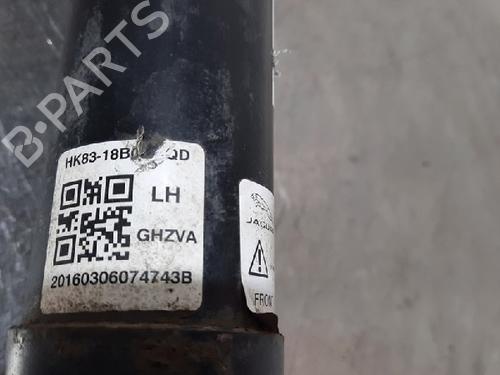 B-PARTS
HK83-18B QD
LH
GHZVA
20160306074743B
JAGUAR
FRONT